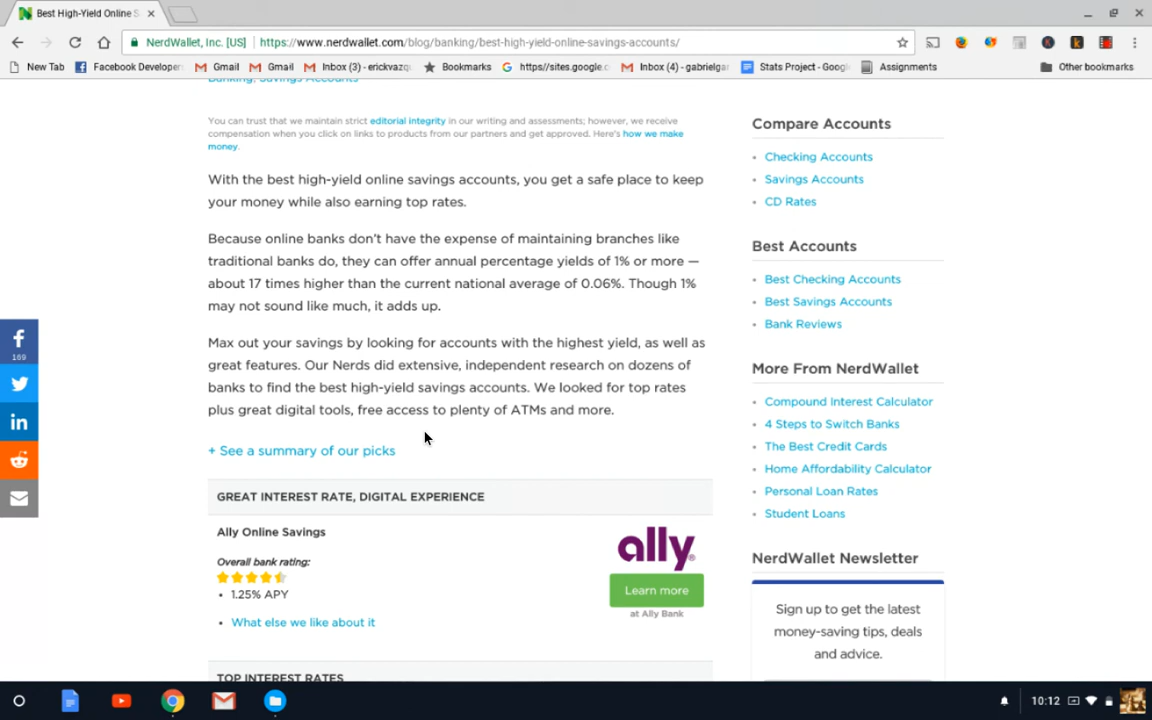 Best High-Yield Online S
NerdWallet, Inc. [US] https://www.nerdwallet.com/blog/banking/best-high-yield-online-savings-accounts/
New Tab Facebook Developer Gmail Gmail Inbox (3) - erickvazq Bookmarks https//sites.google.c Inbox (4) - gabrielgar Stats Project - Goog Assignments Other bookmarks
Banking, Savings Accounts
You can trust that we maintain strict editorial integrity in our writing and assessments; however, we receive
compensation when you click on links to products from our partners and get approved. Here's how we make
money.
With the best high-yield online savings accounts, you get a safe place to keep
your money while also earning top rates.
Because online banks don't have the expense of maintaining branches like
traditional banks do, they can offer annual percentage yields of 1% or more —
about 17 times higher than the current national average of 0.06%. Though 1%
may not sound like much, it adds up.
Max out your savings by looking for accounts with the highest yield, as well as
great features. Our Nerds did extensive, independent research on dozens of
banks to find the best high-yield savings accounts. We looked for top rates
plus great digital tools, free access to plenty of ATMs and more.
+ See a summary of our picks
GREAT INTEREST RATE, DIGITAL EXPERIENCE
Ally Online Savings
Overall bank rating:
1.25% APY
What else we like about it
ally
Learn more
at Ally Bank
TOP INTEREST RATES
Compare Accounts
Checking Accounts
Savings Accounts
CD Rates
Best Accounts
Best Checking Accounts
Best Savings Accounts
Bank Reviews
More From NerdWallet
Compound Interest Calculator
4 Steps to Switch Banks
The Best Credit Cards
Home Affordability Calculator
Personal Loan Rates
Student Loans
NerdWallet Newsletter
Sign up to get the latest
money-saving tips, deals
and advice.
169
10:12